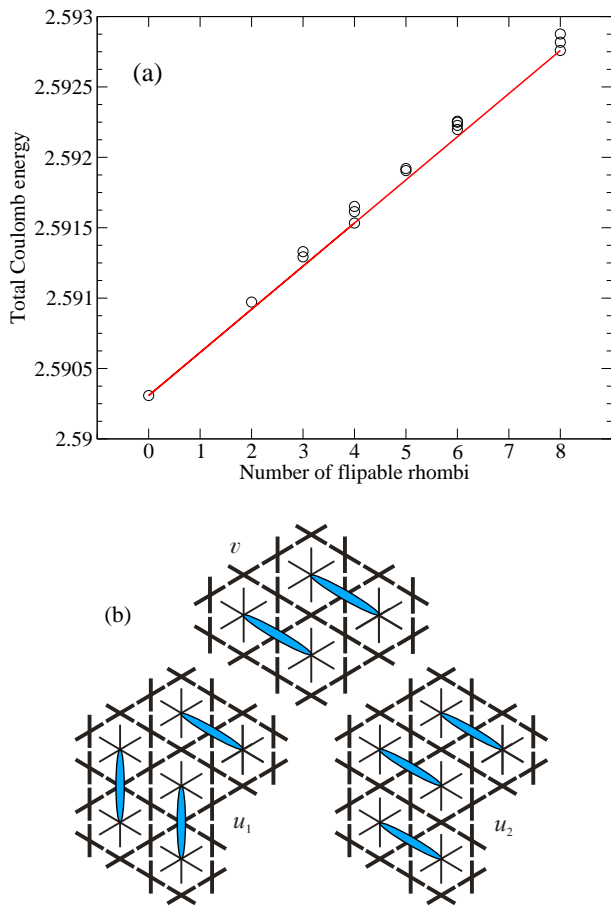 2.593
(a)
2.5925
2.592
2.5915
2.591
2.5905
2.59
Total Coulomb energy
0 1 2 3 4 5 6 7 8
Number of flipable rhombi
v
(b)
u1
u2